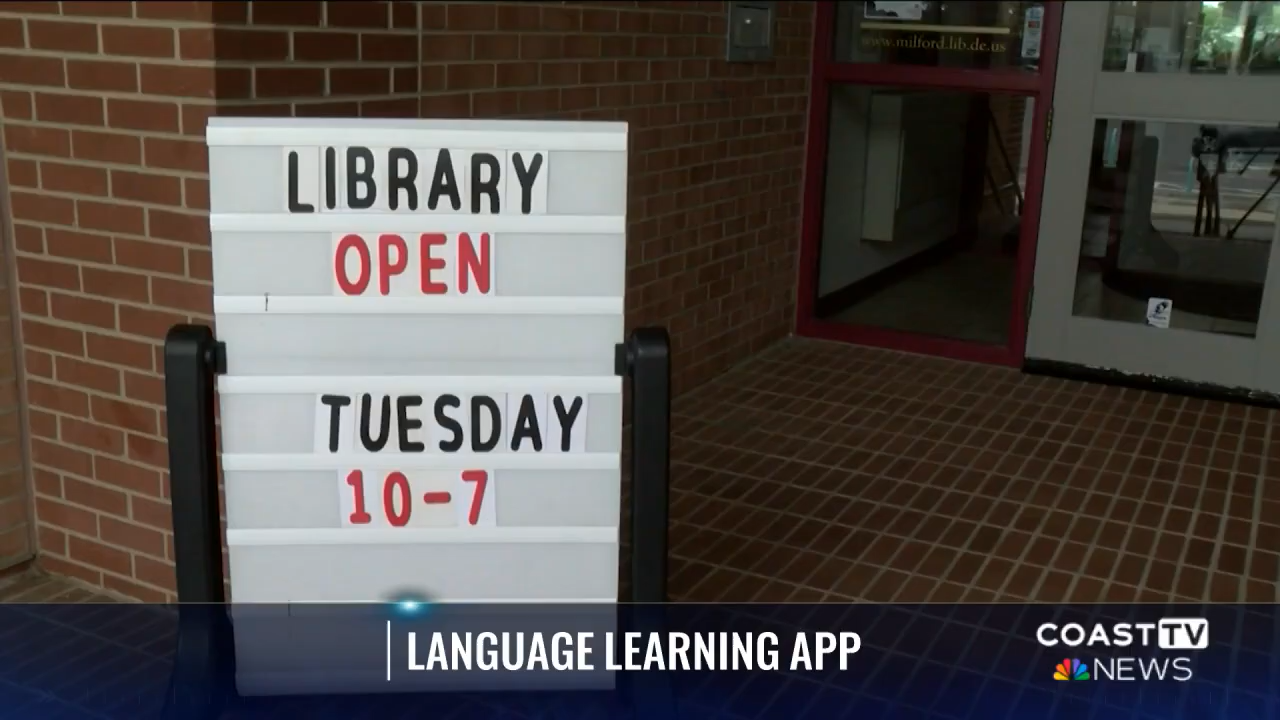 www.milford.lib.de.us
LIBRARY
OPEN
TUESDAY
10-7
LANGUAGE LEARNING APP
COAST TV
NEWS